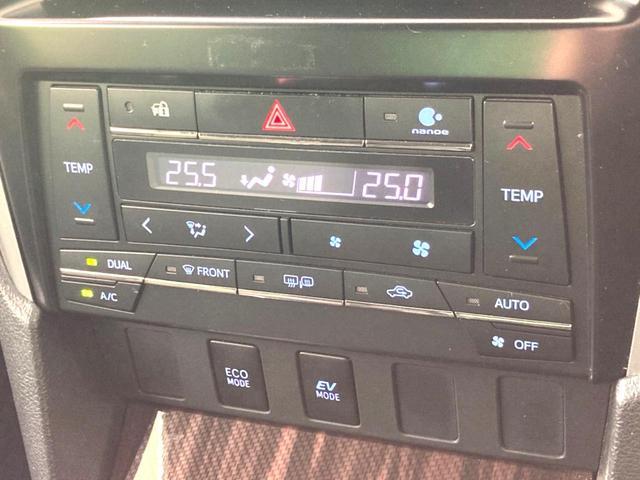 nanoe
TEMP
25.5
25.0
TEMP
DUAL
FRONT
A/C
AUTO
OFF
ECO
MODE
EV
MODE